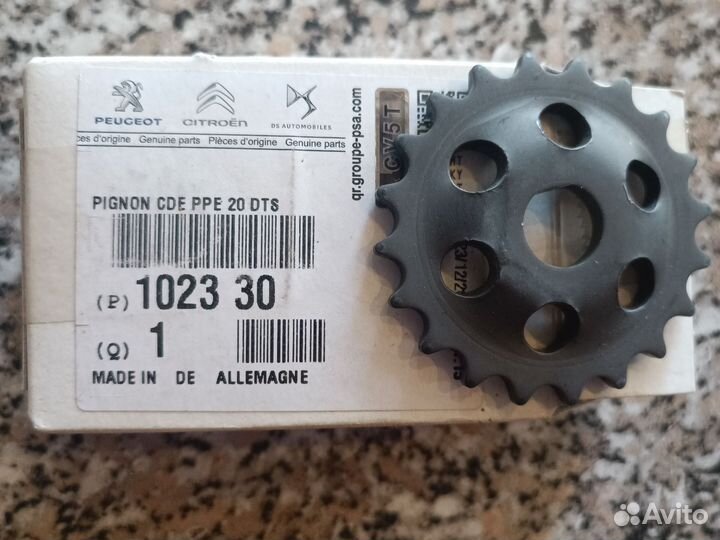 PEUGEOT CITROËN DS AUTOMOBILES
Pièces d'origine Genuine parts Pièces d'origine Genuine parts
PIGNON CDE PPE 20 DTS
(P) 1023 30
(Q) 1
MADE IN DE ALLEMAGNE
qr.groupe-psa.com
Avito